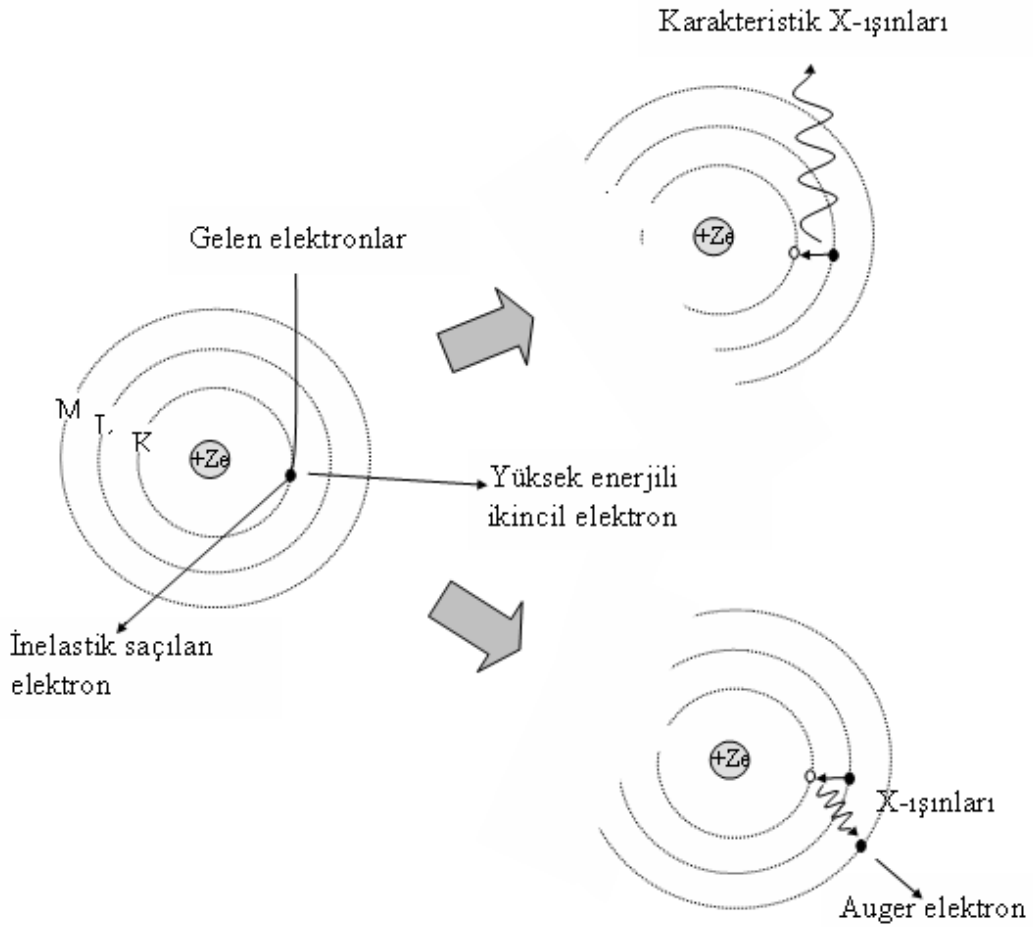 Karakteristik X-ışınları
+Ze
Gelen elektronlar
M
L
K
+Ze
Yüksek enerjili
ikincil elektron
İnelastik saçılan
elektron
+Ze
X-ışınları
Auger elektron